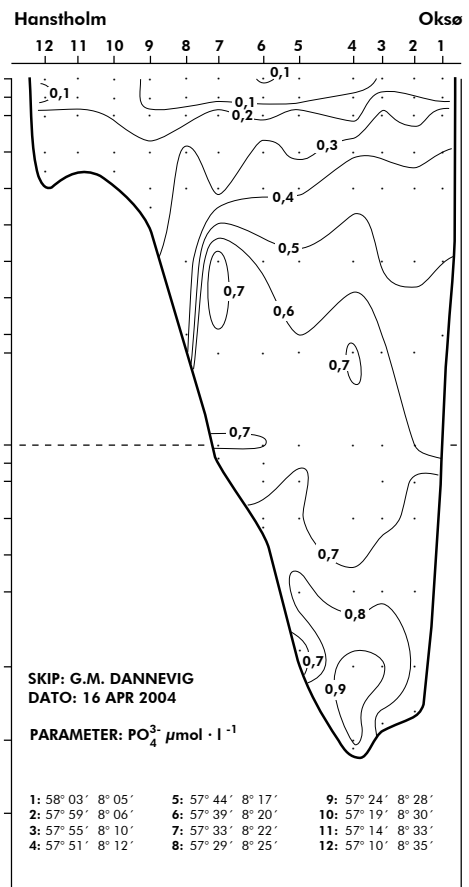 Hanstholm Oksø
12 11 10 9 8 7 6 5 4 3 2 1
0,1
0,1
0,1
0,2
0,3
0,4
0,5
0,7
0,6
0,7
0,7
0,7
0,8
0,7
0,9
SKIP: G.M. DANNEVIG
DATO: 16 APR 2004
PARAMETER: PO₄³⁻ µmol · l ⁻¹
1: 58° 03´ 8° 05´ 5: 57° 44´ 8° 17´ 9: 57° 24´ 8° 28´
2: 57° 59´ 8° 06´ 6: 57° 39´ 8° 20´ 10: 57° 19´ 8° 30´
3: 57° 55´ 8° 10´ 7: 57° 33´ 8° 22´ 11: 57° 14´ 8° 33´
4: 57° 51´ 8° 12´ 8: 57° 29´ 8° 25´ 12: 57° 10´ 8° 35´